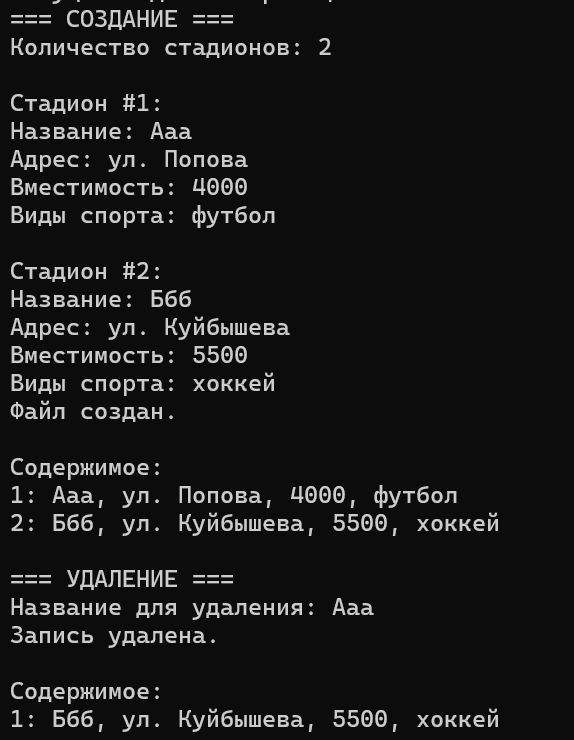 === СОЗДАНИЕ ===
Количество стадионов: 2
Стадион #1:
Название: Ааа
Адрес: ул. Попова
Вместимость: 4000
Виды спорта: футбол
Стадион #2:
Название: Ббб
Адрес: ул. Куйбышева
Вместимость: 5500
Виды спорта: хоккей
Файл создан.
Содержимое:
1: Ааа, ул. Попова, 4000, футбол
2: Ббб, ул. Куйбышева, 5500, хоккей
=== УДАЛЕНИЕ ===
Название для удаления: Ааа
Запись удалена.
Содержимое:
1: Ббб, ул. Куйбышева, 5500, хоккей